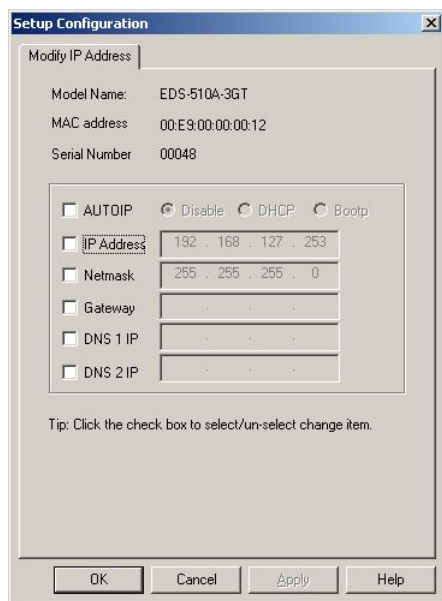 Setup Configuration
Modify IP Address
Model Name: EDS-510A-3GT
MAC address 00:E9:00:00:00:12
Serial Number 00048
AUTOIP Disable DHCP Bootp
IP Address 192 . 168 . 127 . 253
Netmask 255 . 255 . 255 . 0
Gateway . . .
DNS 1 IP . . .
DNS 2 IP . . .
Tip: Click the check box to select/un-select change item.
OK Cancel Apply Help